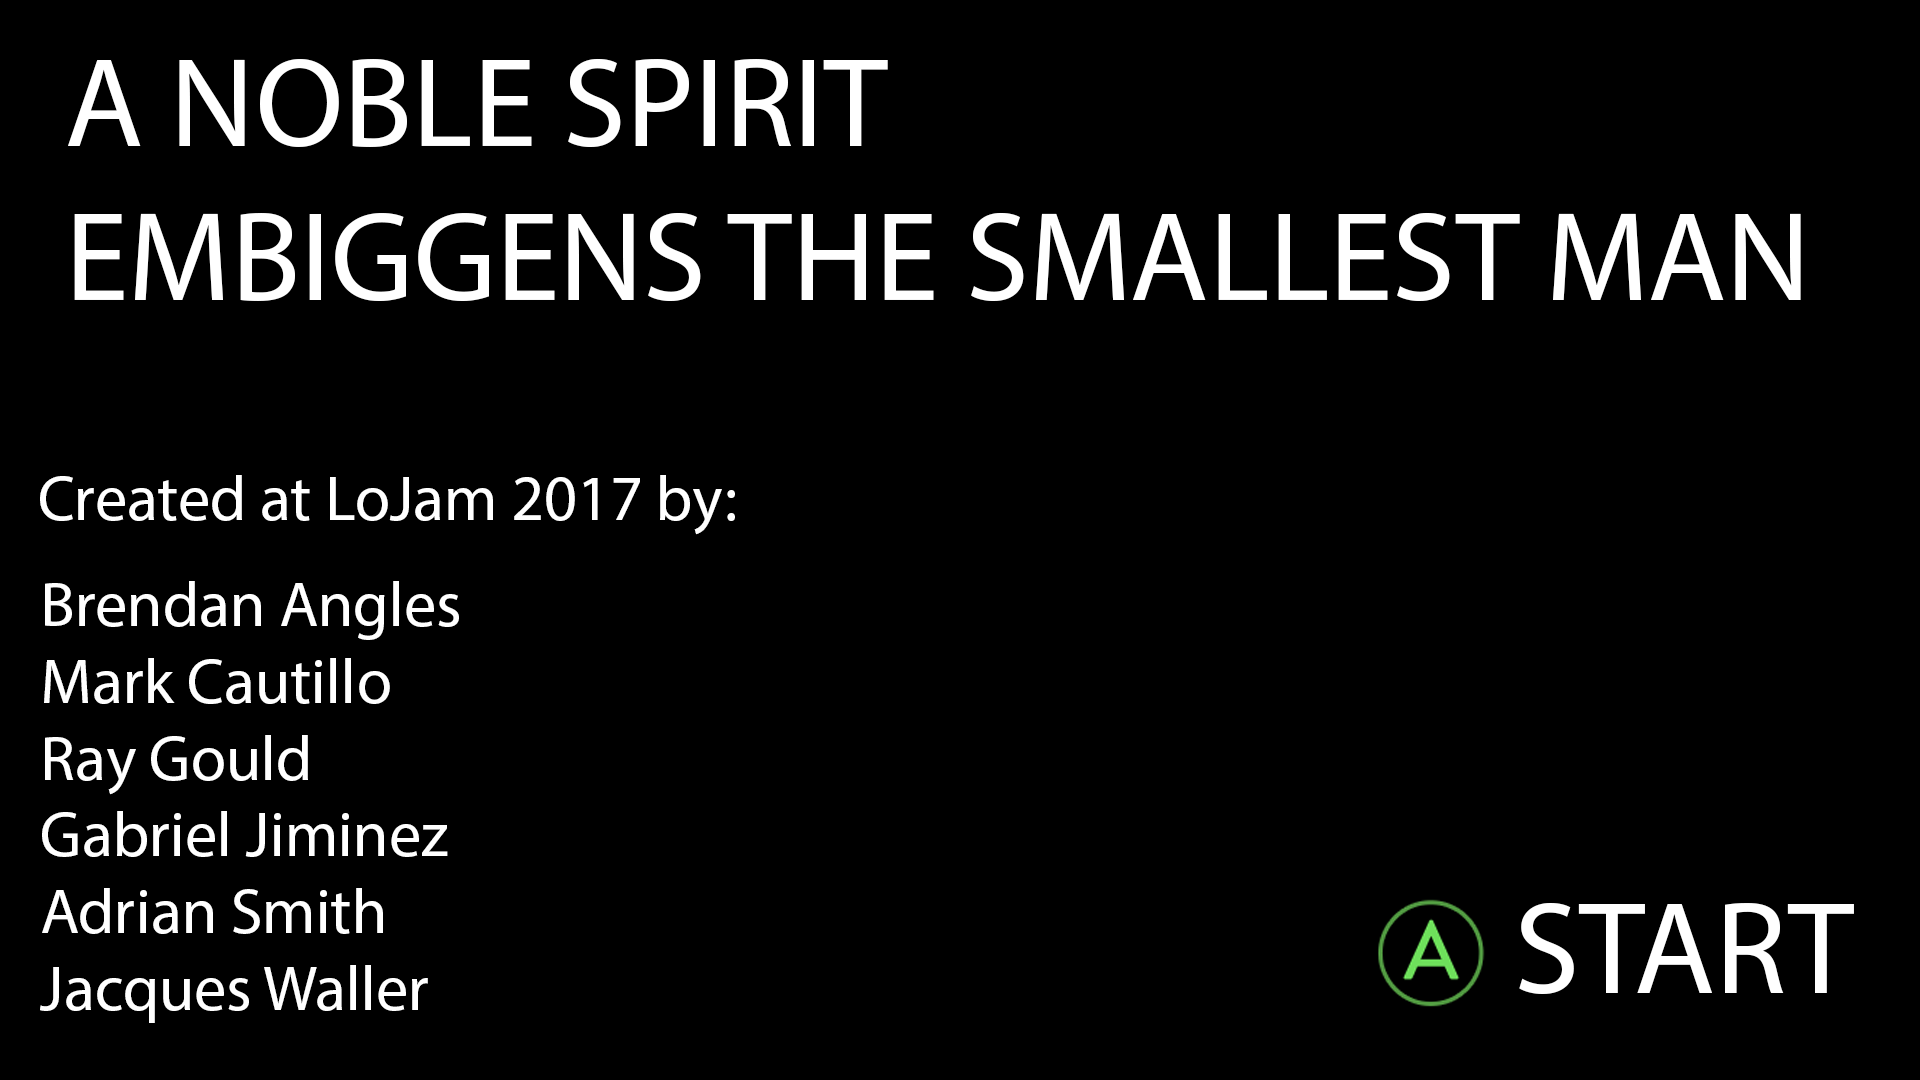 A NOBLE SPIRIT
EMBIGGENS THE SMALLEST MAN
Created at LoJam 2017 by:
Brendan Angles
Mark Cautillo
Ray Gould
Gabriel Jiminez
Adrian Smith
Jacques Waller
A START